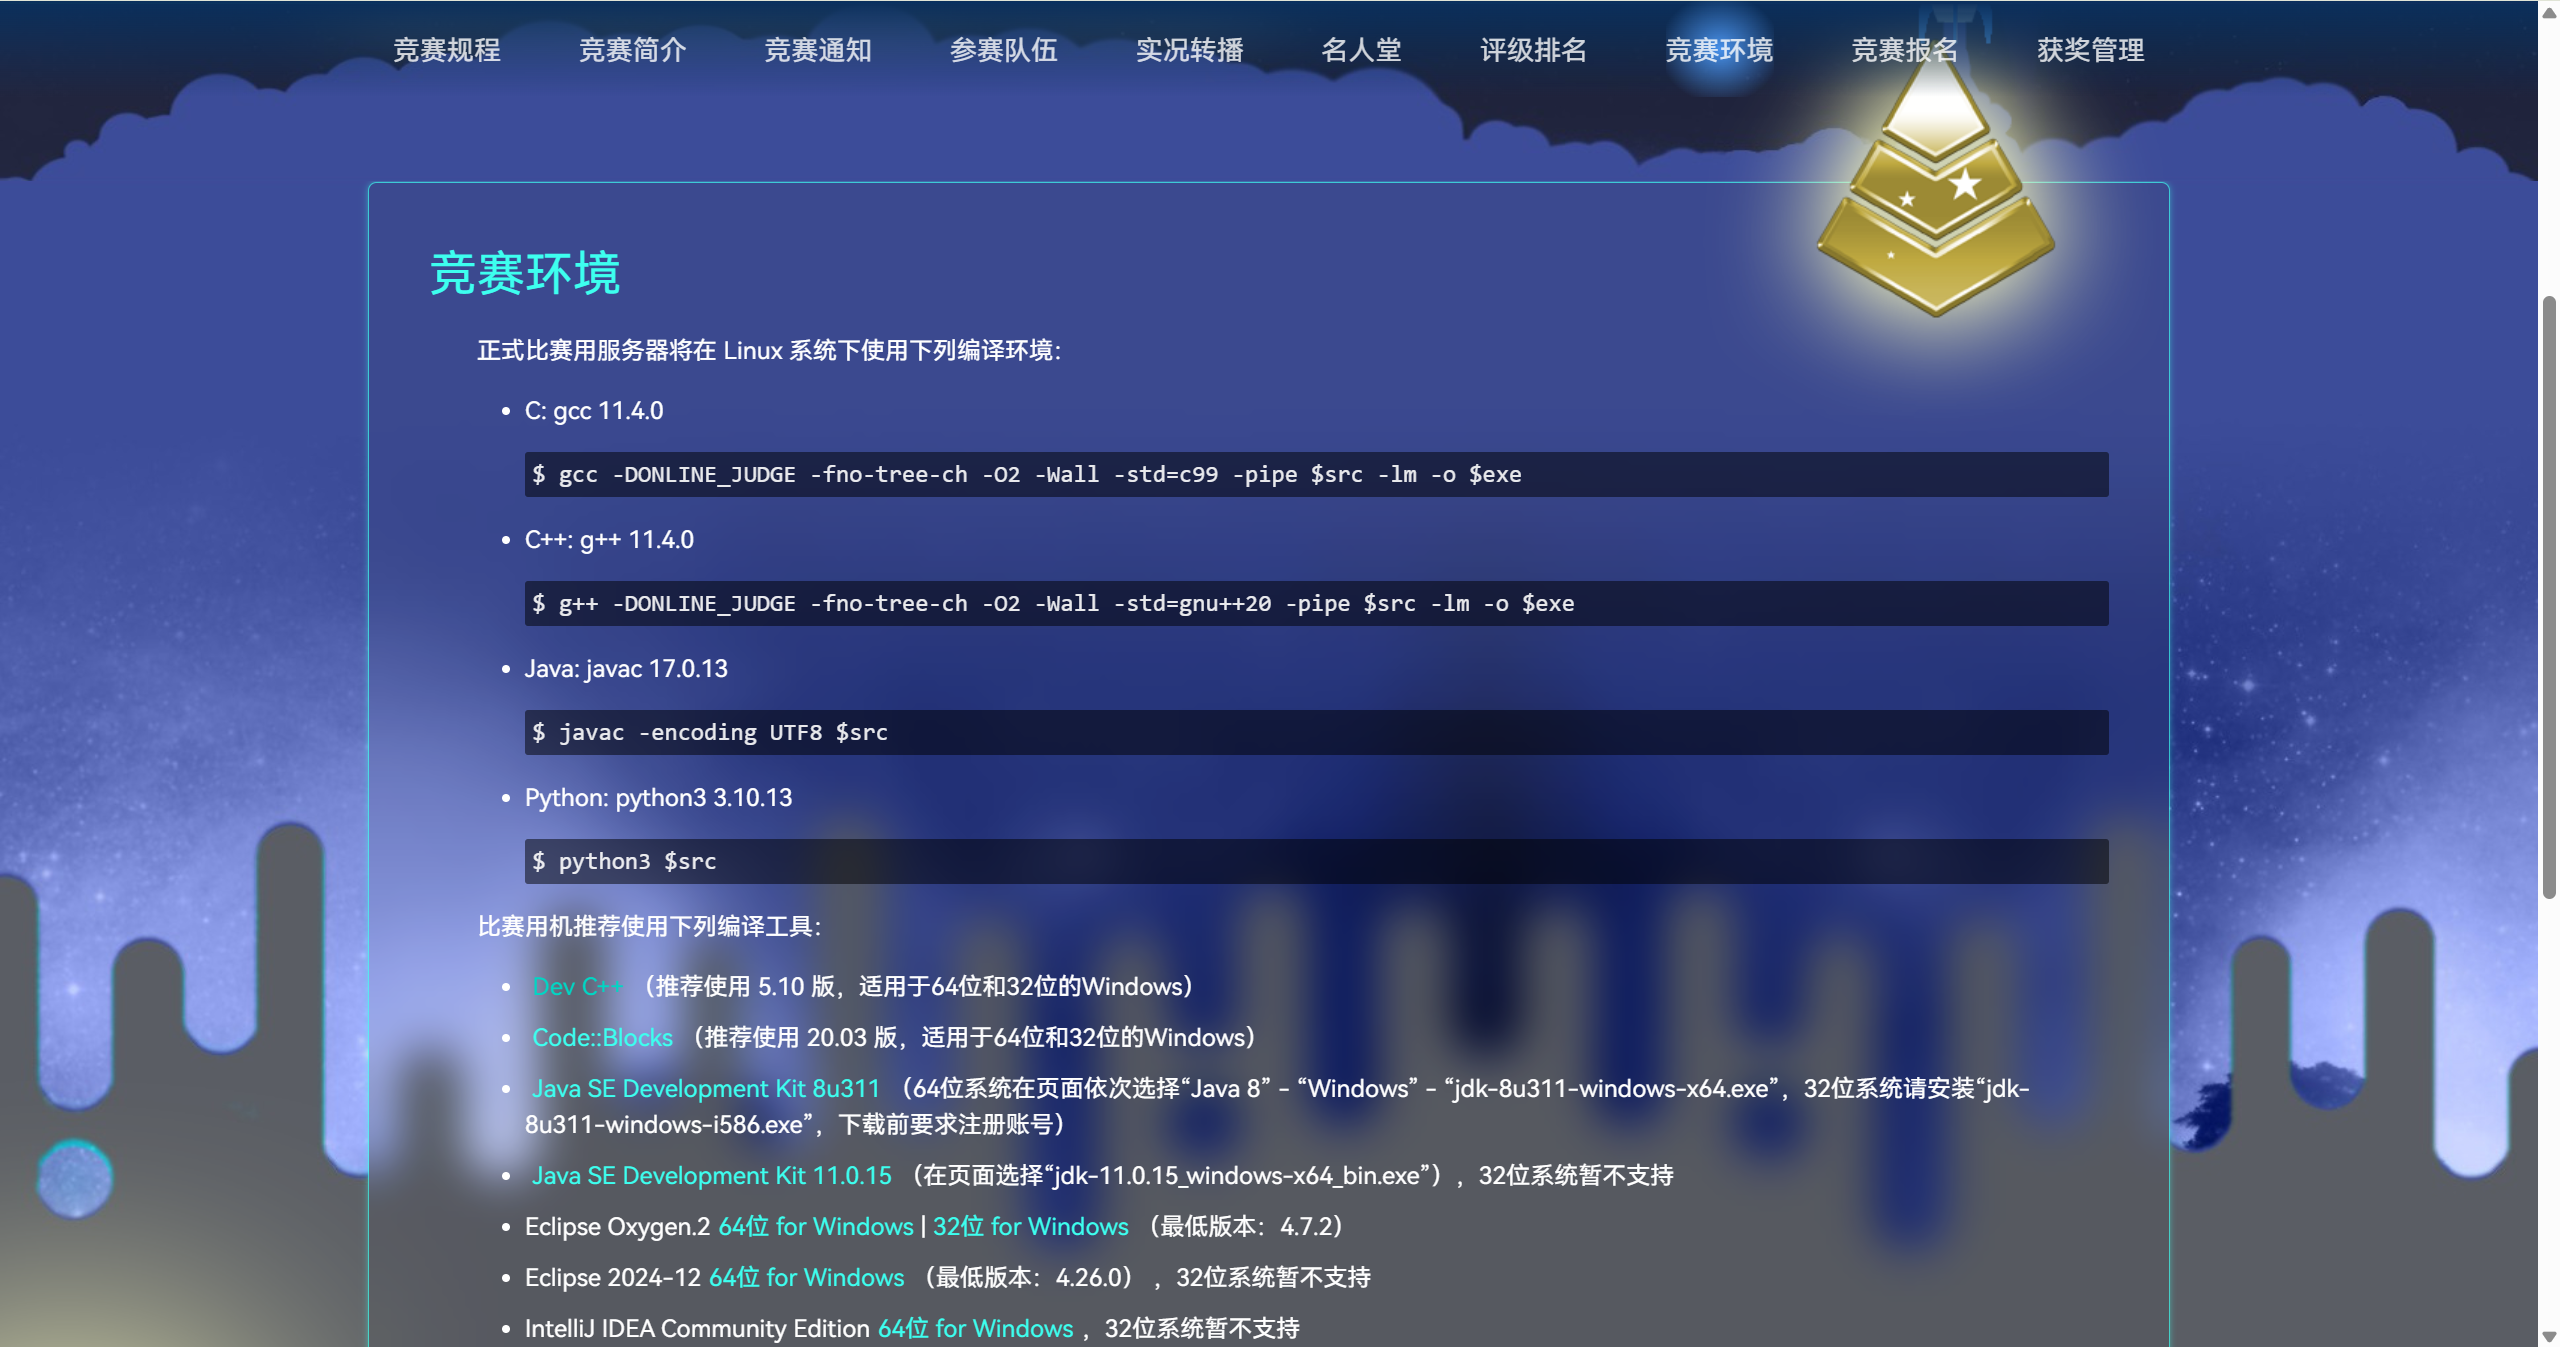 竞赛规程 竞赛简介 竞赛通知 参赛队伍 实况转播 名人堂 评级排名 竞赛环境 竞赛报名 获奖管理
竞赛环境
正式比赛用服务器将在 Linux 系统下使用下列编译环境：
• C: gcc 11.4.0
$ gcc -DONLINE_JUDGE -fno-tree-ch -O2 -Wall -std=c99 -pipe $src -lm -o $exe
• C++: g++ 11.4.0
$ g++ -DONLINE_JUDGE -fno-tree-ch -O2 -Wall -std=gnu++20 -pipe $src -lm -o $exe
• Java: javac 17.0.13
$ javac -encoding UTF8 $src
• Python: python3 3.10.13
$ python3 $src
比赛用机推荐使用下列编译工具：
• Dev C++ （推荐使用 5.10 版，适用于64位和32位的Windows）
• Code::Blocks （推荐使用 20.03 版，适用于64位和32位的Windows）
• Java SE Development Kit 8u311 （64位系统在页面依次选择“Java 8” - “Windows” - “jdk-8u311-windows-x64.exe”，32位系统请安装“jdk-
8u311-windows-i586.exe”，下载前要求注册账号）
• Java SE Development Kit 11.0.15 （在页面选择“jdk-11.0.15_windows-x64_bin.exe”），32位系统暂不支持
• Eclipse Oxygen.2 64位 for Windows | 32位 for Windows （最低版本：4.7.2）
• Eclipse 2024-12 64位 for Windows （最低版本：4.26.0） ，32位系统暂不支持
• IntelliJ IDEA Community Edition 64位 for Windows ，32位系统暂不支持